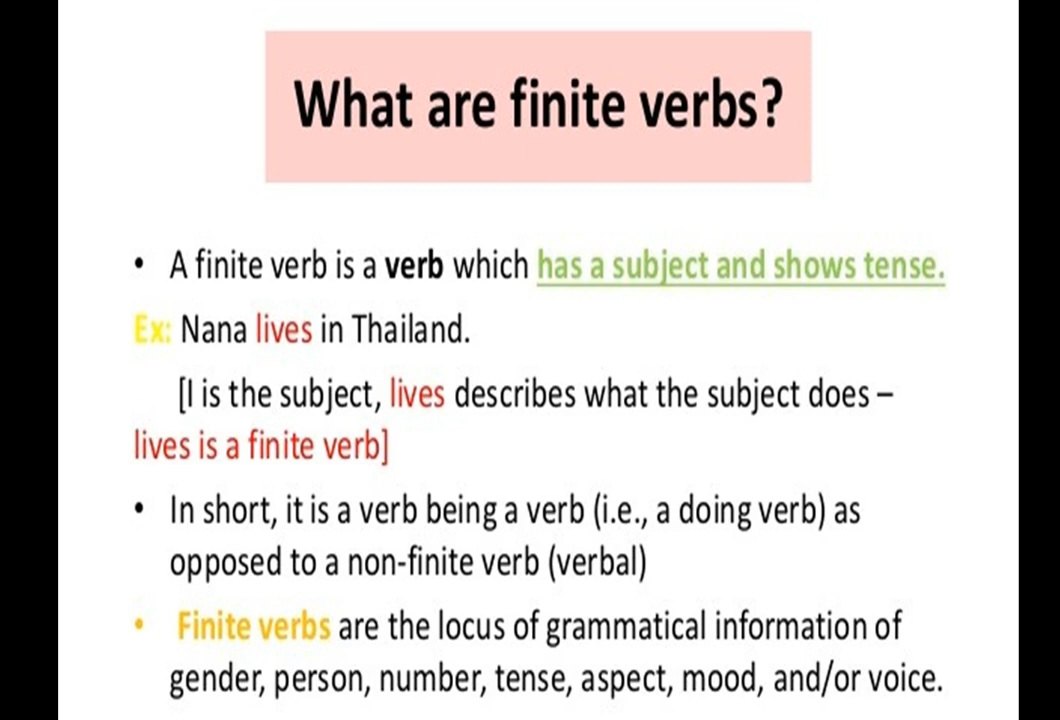 What are finite verbs?
• A finite verb is a verb which has a subject and shows tense.
Ex: Nana lives in Thailand.
[I is the subject, lives describes what the subject does –
lives is a finite verb]
• In short, it is a verb being a verb (i.e., a doing verb) as
opposed to a non-finite verb (verbal)
• Finite verbs are the locus of grammatical information of
gender, person, number, tense, aspect, mood, and/or voice.